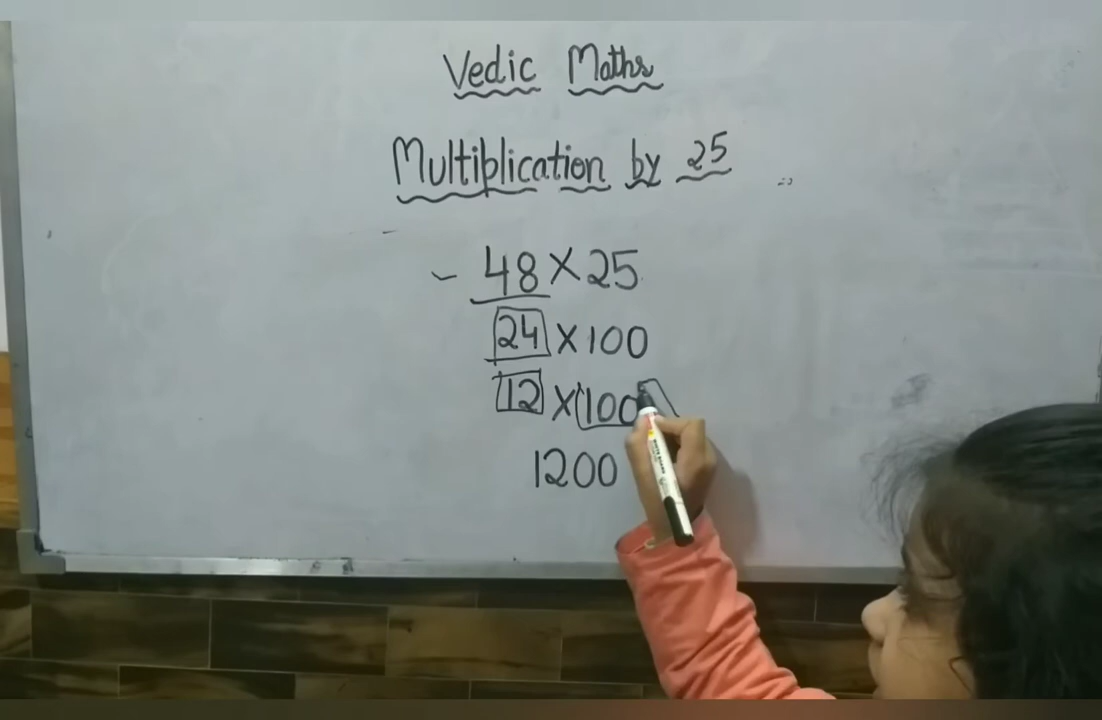 Vedic Maths
Multiplication by 25
48 × 25
24 × 100
12 × 100
1200